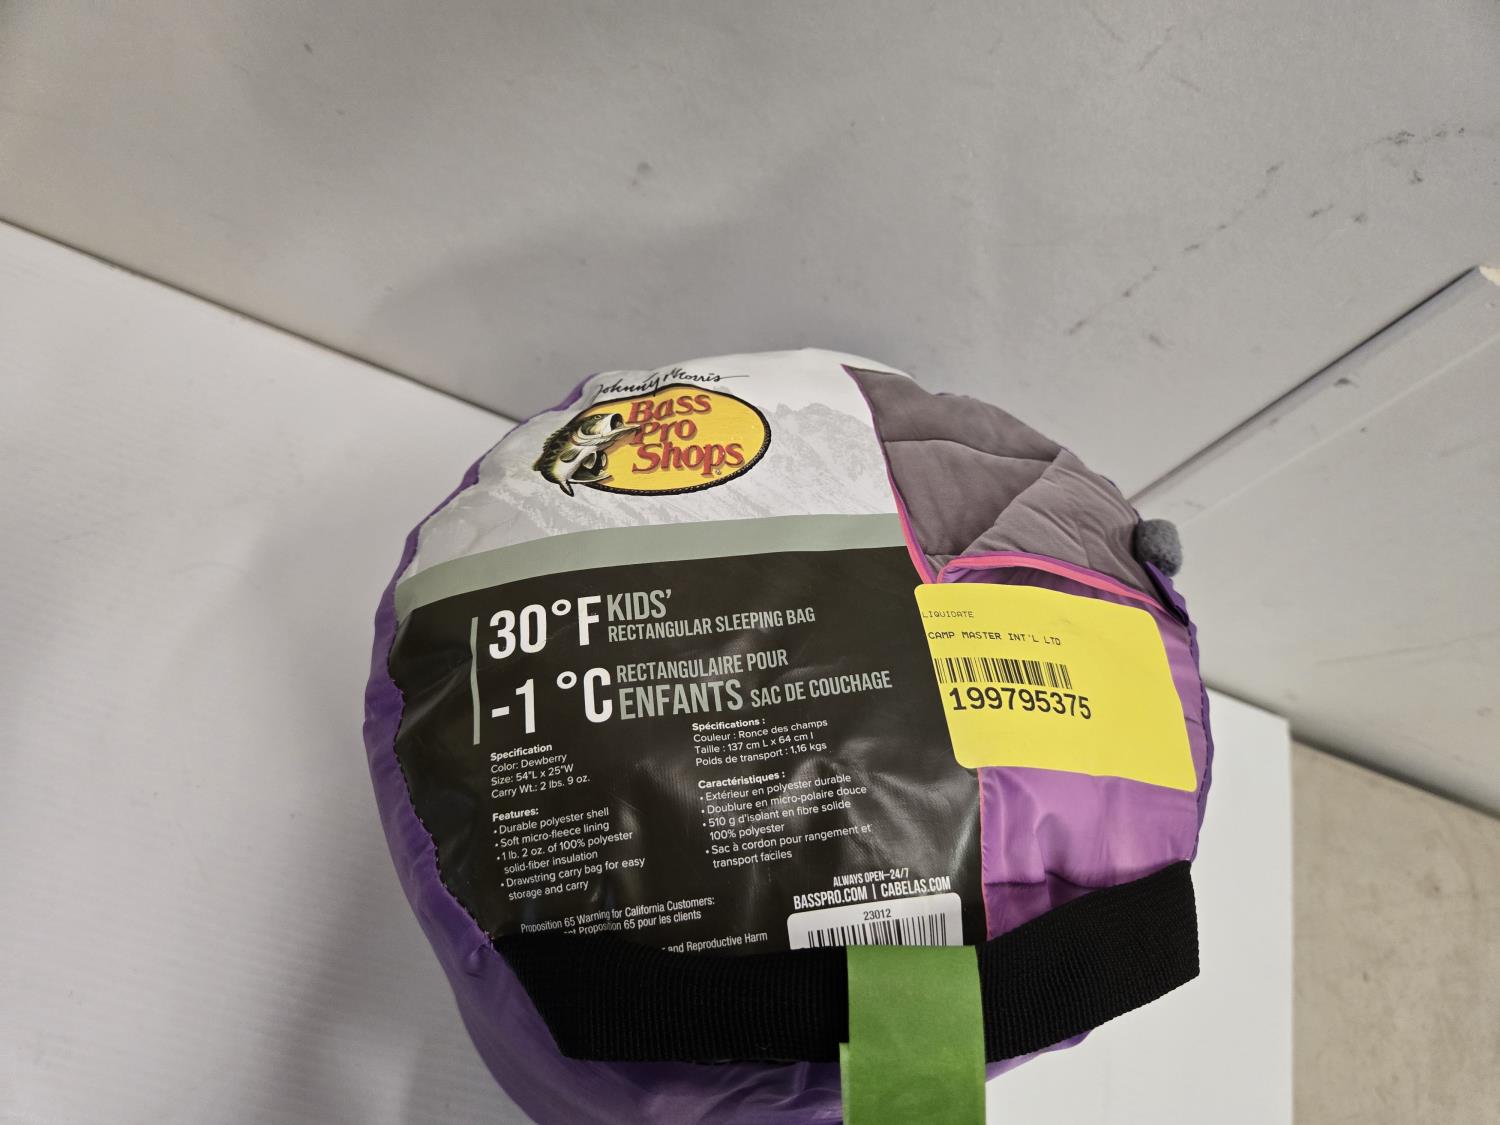 Johnny Morris
Bass
Pro
Shops
30°F KIDS'
RECTANGULAR SLEEPING BAG
-1 °C RECTANGULAIRE POUR
ENFANTS SAC DE COUCHAGE
Specification
Color: Dewberry
Size: 54"L x 25"W
Carry Wt.: 2 lbs. 9 oz.
Features:
• Durable polyester shell
• Soft micro-fleece lining
• 1 lb. 2 oz. of 100% polyester
solid-fiber insulation
• Drawstring carry bag for easy
storage and carry
Spécifications :
Couleur : Ronce des champs
Taille : 137 cm L x 64 cm l
Poids de transport : 1,16 kgs
Caractéristiques :
• Extérieur en polyester durable
• Doublure en micro-polaire douce
• 510 g d'isolant en fibre solide
100% polyester
• Sac à cordon pour rangement et
transport faciles
Proposition 65 Warning for California Customers:
Proposition 65 pour les clients
and Reproductive Harm
ALWAYS OPEN—24/7
BASSPRO.COM | CABELAS.COM
23012
LIQUIDATE
CAMP MASTER INT'L LTD
199795375